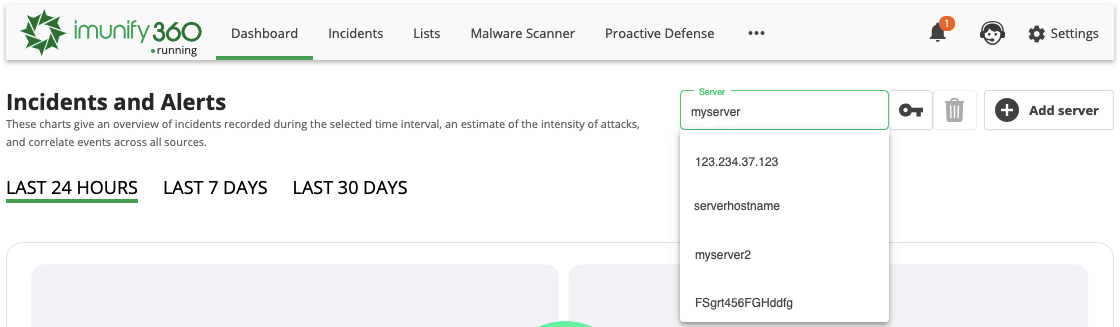 imunify360
running
Dashboard
Incidents
Lists
Malware Scanner
Proactive Defense
1
Settings
Incidents and Alerts
These charts give an overview of incidents recorded during the selected time interval, an estimate of the intensity of attacks,
and correlate events across all sources.
Server
myserver
Add server
123.234.37.123
serverhostname
myserver2
FSgrt456FGHddfg
LAST 24 HOURS
LAST 7 DAYS
LAST 30 DAYS